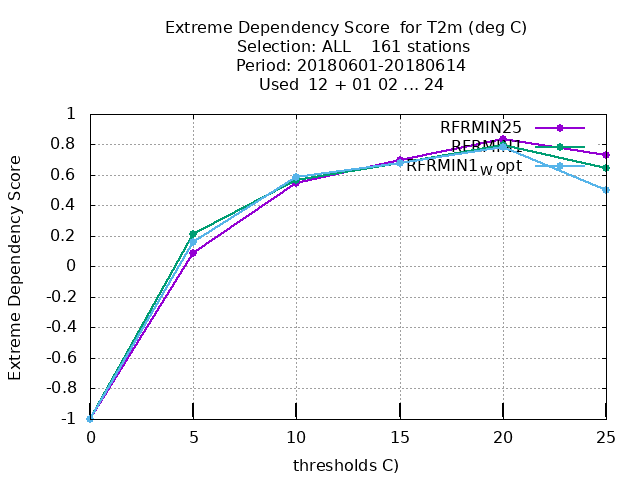 Extreme Dependency Score  for T2m (deg C)
Selection: ALL    161 stations
Period: 20180601-20180614
Used  12 + 01 02 ... 24
Extreme Dependency Score
1
0.8
0.6
0.4
0.2
0
-0.2
-0.4
-0.6
-0.8
-1
RFRMIN25
RFRMIN1
RFRMIN1w opt
0 5 10 15 20 25
thresholds C)